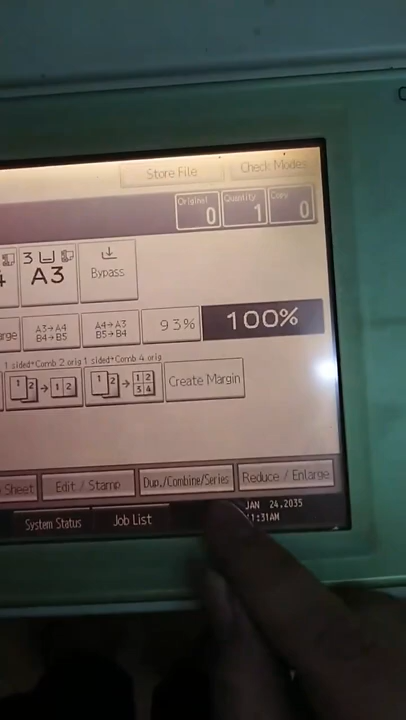 Store File
Check Modes
Original
Quantity
Copy
0
1
0
3
A3
Bypass
A3→A4
B4→B5
A4→A3
B5→B4
93%
100%
1 sided→Comb 2 orig
1 sided→Comb 4 orig
1 2 → 1 2
1 2 → 1 2
3 4
Create Margin
Sheet
Edit / Stamp
Dup./Combine/Series
Reduce / Enlarge
System Status
Job List
JAN 24,2035
1:31AM